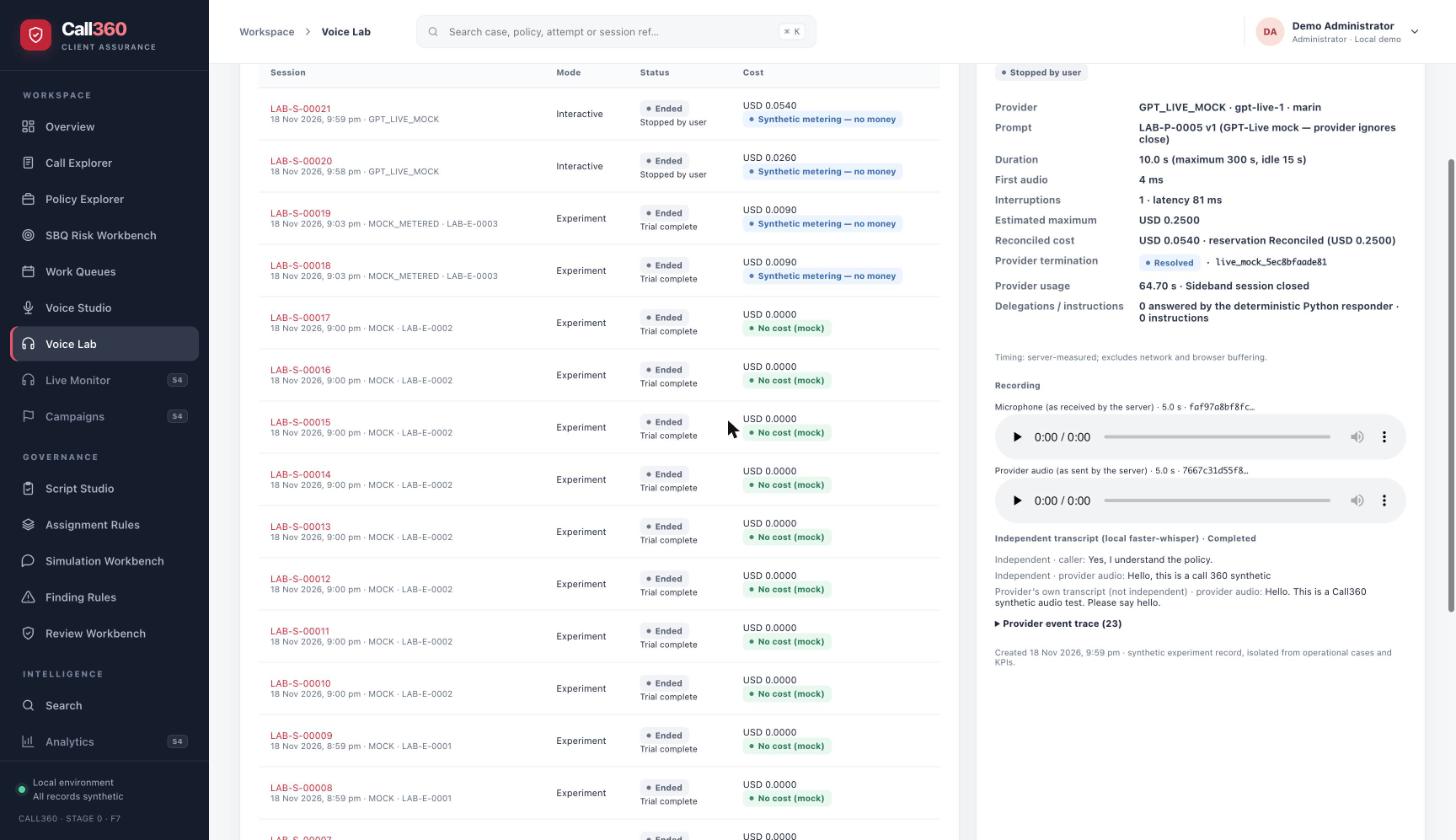 Call360
CLIENT ASSURANCE
WORKSPACE
Overview
Call Explorer
Policy Explorer
SBQ Risk Workbench
Work Queues
Voice Studio
Voice Lab
Live Monitor S4
Campaigns S4
GOVERNANCE
Script Studio
Assignment Rules
Simulation Workbench
Finding Rules
Review Workbench
INTELLIGENCE
Search
Analytics S4
Local environment
All records synthetic
CALL360 · STAGE 0 · F7
Workspace > Voice Lab
Search case, policy, attempt or session ref...
⌘ K
DA
Demo Administrator
Administrator · Local demo
Session Mode Status Cost
LAB-S-00021
18 Nov 2026, 9:59 pm · GPT_LIVE_MOCK
Interactive
Ended
Stopped by user
USD 0.0540
Synthetic metering — no money
LAB-S-00020
18 Nov 2026, 9:58 pm · GPT_LIVE_MOCK
Interactive
Ended
Stopped by user
USD 0.0260
Synthetic metering — no money
LAB-S-00019
18 Nov 2026, 9:03 pm · MOCK_METERED · LAB-E-0003
Experiment
Ended
Trial complete
USD 0.0090
Synthetic metering — no money
LAB-S-00018
18 Nov 2026, 9:03 pm · MOCK_METERED · LAB-E-0003
Experiment
Ended
Trial complete
USD 0.0090
Synthetic metering — no money
LAB-S-00017
18 Nov 2026, 9:00 pm · MOCK · LAB-E-0002
Experiment
Ended
Trial complete
USD 0.0000
No cost (mock)
LAB-S-00016
18 Nov 2026, 9:00 pm · MOCK · LAB-E-0002
Experiment
Ended
Trial complete
USD 0.0000
No cost (mock)
LAB-S-00015
18 Nov 2026, 9:00 pm · MOCK · LAB-E-0002
Experiment
Ended
Trial complete
USD 0.0000
No cost (mock)
LAB-S-00014
18 Nov 2026, 9:00 pm · MOCK · LAB-E-0002
Experiment
Ended
Trial complete
USD 0.0000
No cost (mock)
LAB-S-00013
18 Nov 2026, 9:00 pm · MOCK · LAB-E-0002
Experiment
Ended
Trial complete
USD 0.0000
No cost (mock)
LAB-S-00012
18 Nov 2026, 9:00 pm · MOCK · LAB-E-0002
Experiment
Ended
Trial complete
USD 0.0000
No cost (mock)
LAB-S-00011
18 Nov 2026, 9:00 pm · MOCK · LAB-E-0002
Experiment
Ended
Trial complete
USD 0.0000
No cost (mock)
LAB-S-00010
18 Nov 2026, 9:00 pm · MOCK · LAB-E-0002
Experiment
Ended
Trial complete
USD 0.0000
No cost (mock)
LAB-S-00009
18 Nov 2026, 8:59 pm · MOCK · LAB-E-0001
Experiment
Ended
Trial complete
USD 0.0000
No cost (mock)
LAB-S-00008
18 Nov 2026, 8:59 pm · MOCK · LAB-E-0001
Experiment
Ended
Trial complete
USD 0.0000
No cost (mock)
LAB-S-00007
Ended
USD 0.0000
Stopped by user
Provider GPT_LIVE_MOCK · gpt-live-1 · marin
Prompt LAB-P-0005 v1 (GPT-Live mock — provider ignores
close)
Duration 10.0 s (maximum 300 s, idle 15 s)
First audio 4 ms
Interruptions 1 · latency 81 ms
Estimated maximum USD 0.2500
Reconciled cost USD 0.0540 · reservation Reconciled (USD 0.2500)
Provider termination Resolved · live_mock_5ec8bfaade81
Provider usage 64.70 s · Sideband session closed
Delegations / instructions 0 answered by the deterministic Python responder ·
0 instructions
Timing: server-measured; excludes network and browser buffering.
Recording
Microphone (as received by the server) · 5.0 s · faf97a8bf8fc…
0:00 / 0:00
Provider audio (as sent by the server) · 5.0 s · 7667c31d55f8…
0:00 / 0:00
Independent transcript (local faster-whisper) · Completed
Independent · caller: Yes, I understand the policy.
Independent · provider audio: Hello, this is a call 360 synthetic
Provider's own transcript (not independent) · provider audio: Hello. This is a Call360
synthetic audio test. Please say hello.
Provider event trace (23)
Created 18 Nov 2026, 9:59 pm · synthetic experiment record, isolated from operational cases and
KPIs.